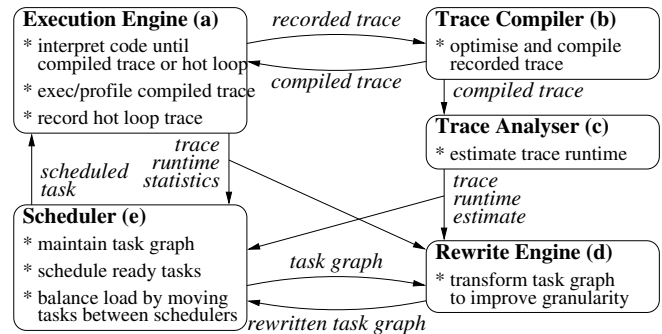 Execution Engine (a)
* interpret code until
compiled trace or hot loop
* exec/profile compiled trace
* record hot loop trace
recorded trace
compiled trace
Trace Compiler (b)
* optimise and compile
recorded trace
compiled trace
Trace Analyser (c)
* estimate trace runtime
scheduled
task
trace
runtime
statistics
trace
runtime
estimate
Scheduler (e)
* maintain task graph
* schedule ready tasks
* balance load by moving
tasks between schedulers
task graph
rewritten task graph
Rewrite Engine (d)
* transform task graph
to improve granularity